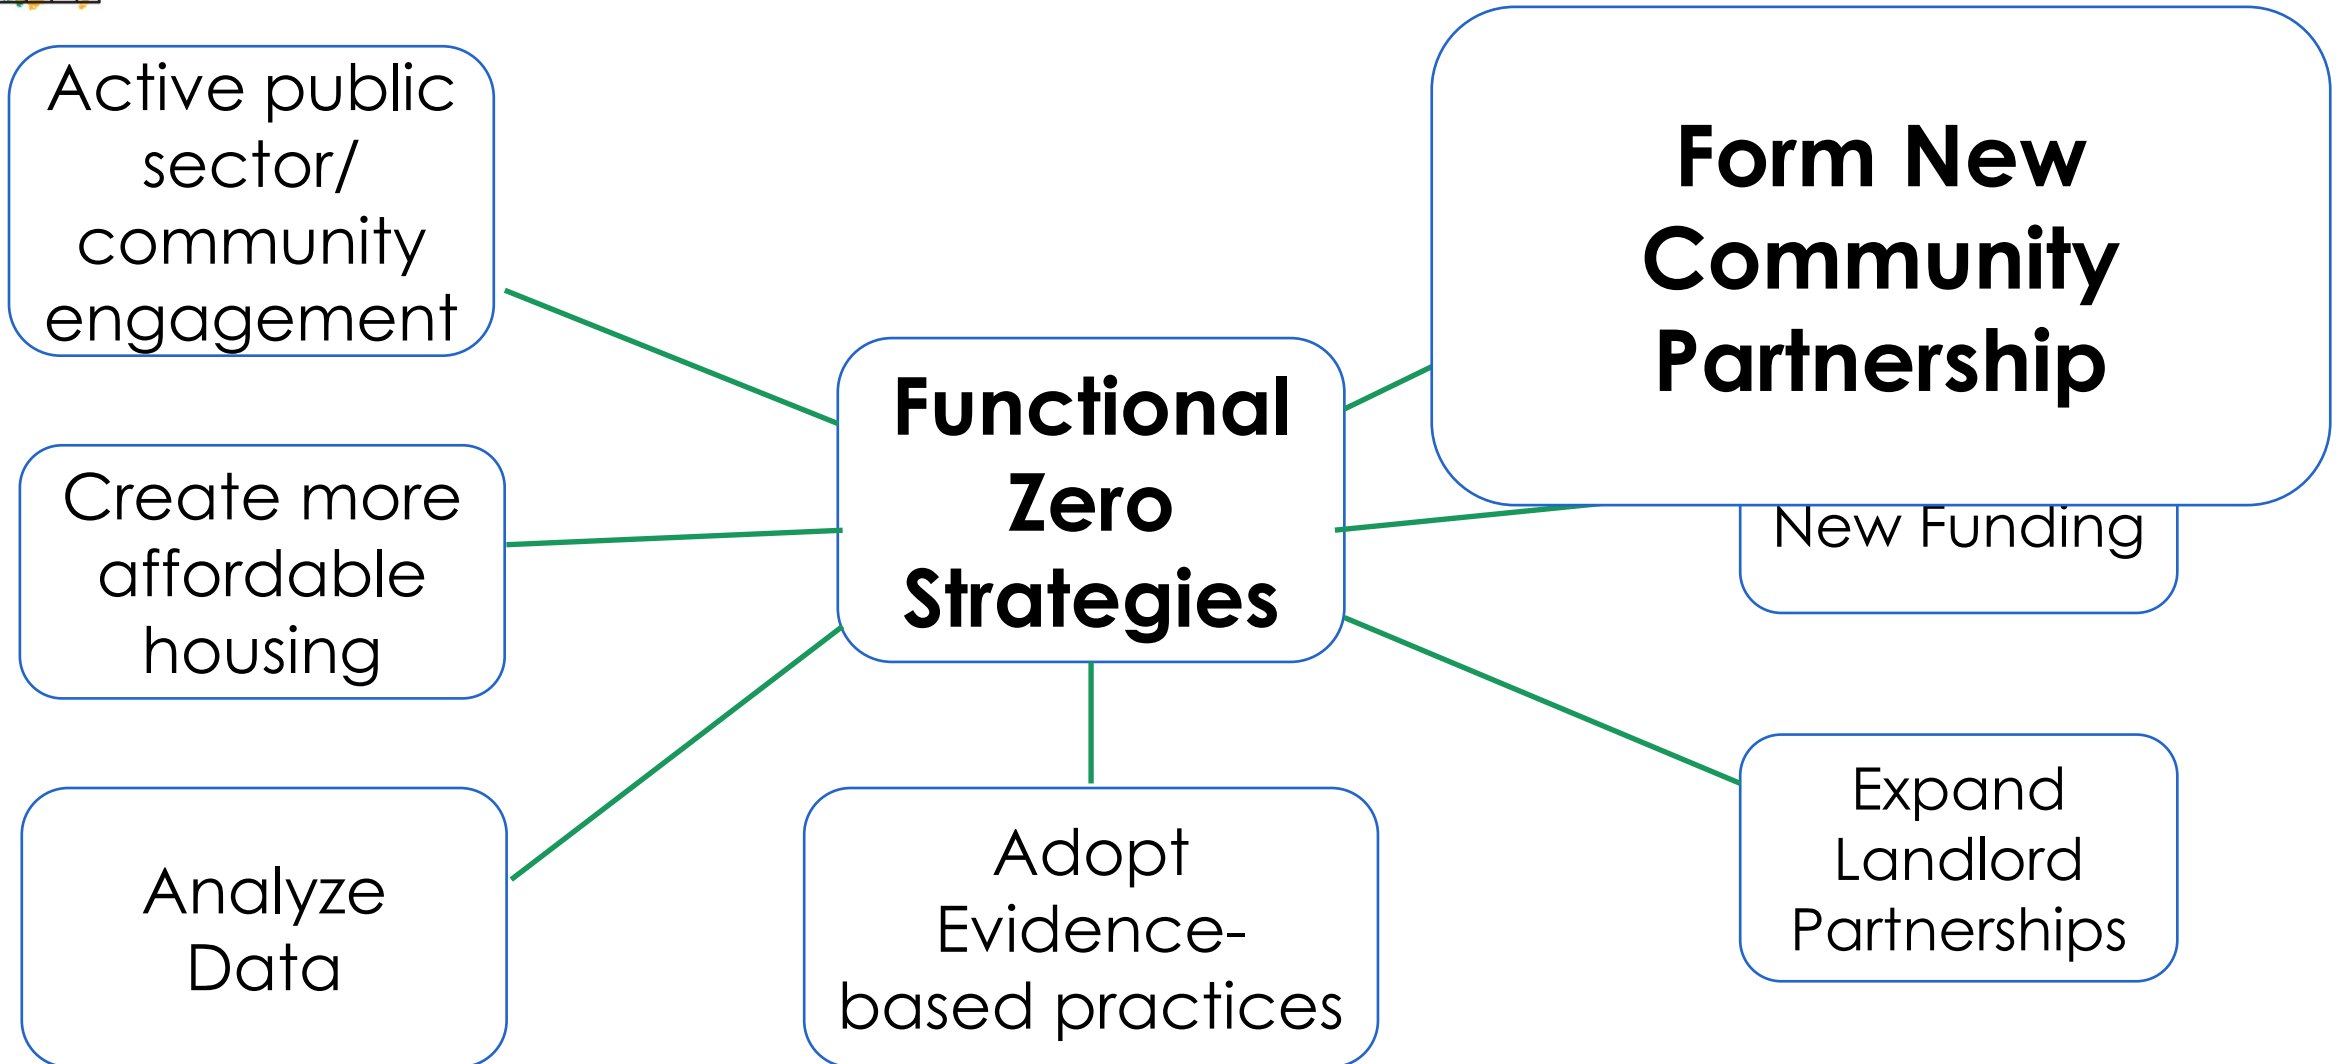 Active public
sector/
community
engagement
Form New
Community
Partnership
Functional
Zero
Strategies
Create more
affordable
housing
New Funding
Analyze
Data
Adopt
Evidence-
based practices
Expand
Landlord
Partnerships